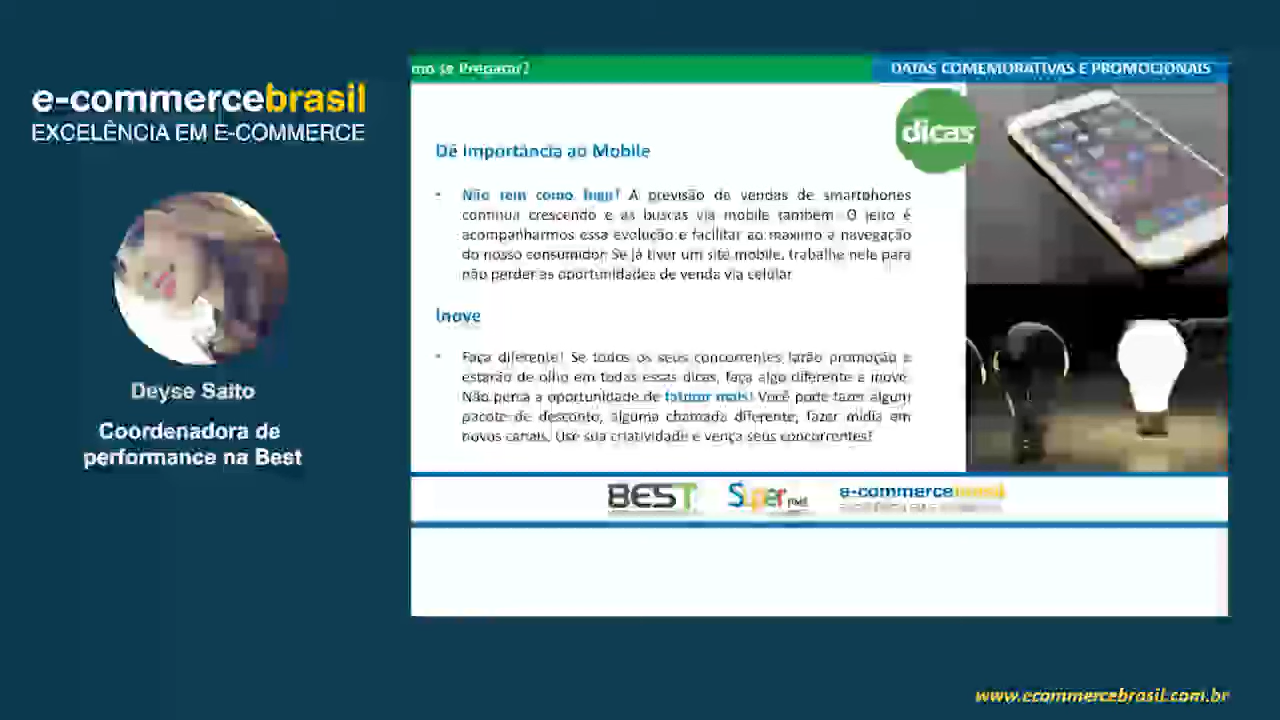 e-commercebrasil
EXCELÊNCIA EM E-COMMERCE
Deyse Saito
Coordenadora de
performance na Best
mo se Preparar?
DATAS COMEMORATIVAS E PROMOCIONAIS
dicas
Dê Importância ao Mobile
• Não tem como fugir! A previsão de vendas de smartphones
continua crescendo e as buscas via mobile também. O jeito é
acompanharmos essa evolução e facilitar ao máximo a navegação
do nosso consumidor. Se já tiver um site mobile, trabalhe nele para
não perder as oportunidades de venda via celular.
Inove
• Faça diferente! Se todos os seus concorrentes farão promoção e
estarão de olho em todas essas dicas, faça algo diferente e inove.
Não perca a oportunidade de faturar mais! Você pode fazer algum
pacote de desconto, alguma chamada diferente, fazer mídia em
novos canais. Use sua criatividade e vença seus concorrentes!
BEST
Super
e-commercebrasil
www.ecommercebrasil.com.br